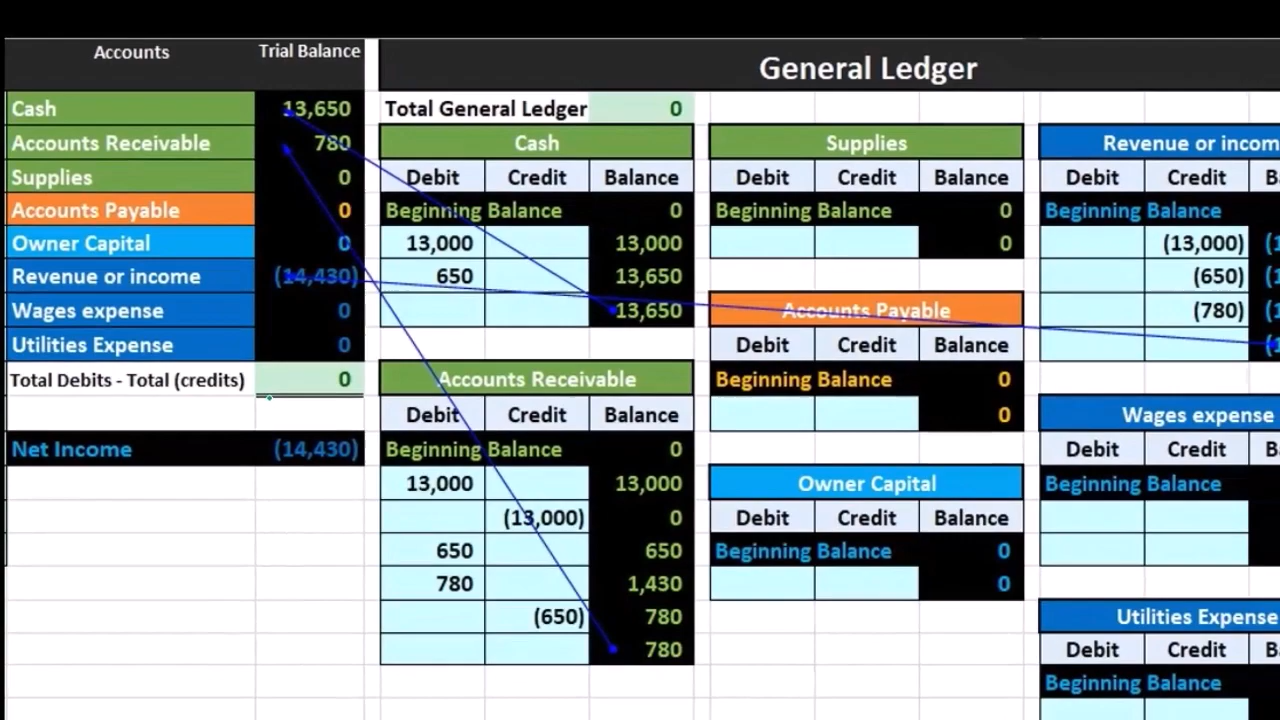 Accounts Trial Balance
General Ledger
Cash 13,650
Accounts Receivable 780
Supplies 0
Accounts Payable 0
Owner Capital 0
Revenue or income (14,430)
Wages expense 0
Utilities Expense 0
Total Debits - Total (credits) 0
Net Income (14,430)
Total General Ledger 0
Cash
Debit Credit Balance
Beginning Balance 0
13,000 13,000
650 13,650
13,650
Accounts Receivable
Debit Credit Balance
Beginning Balance 0
13,000 13,000
(13,000) 0
650 650
780 1,430
(650) 780
780
Supplies
Debit Credit Balance
Beginning Balance 0
0
Accounts Payable
Debit Credit Balance
Beginning Balance 0
0
Owner Capital
Debit Credit Balance
Beginning Balance 0
0
Revenue or incom
Debit Credit B
Beginning Balance
(13,000) (1
(650) (1
(780) (1
(1
Wages expense
Debit Credit B
Beginning Balance
Utilities Expense
Debit Credit B
Beginning Balance